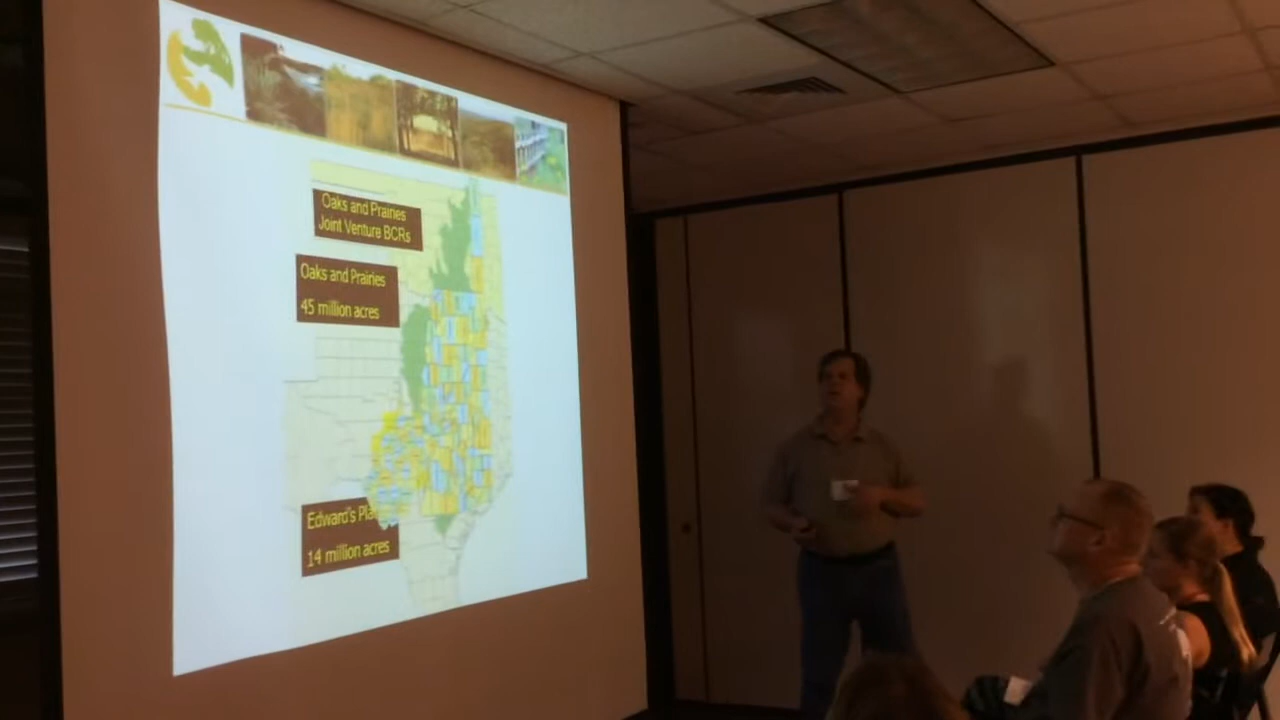 Oaks and Prairies
Joint Venture BCRs
Oaks and Prairies
45 million acres
Edward's
14 million acres